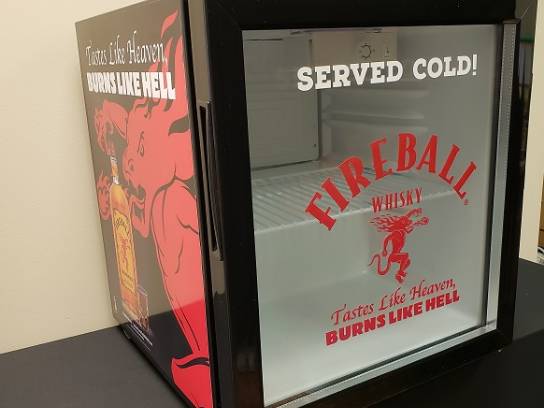 Tastes Like Heaven,
BURNS LIKE HELL
SERVED COLD!
FIREBALL®
WHISKY
Tastes Like Heaven,
BURNS LIKE HELL